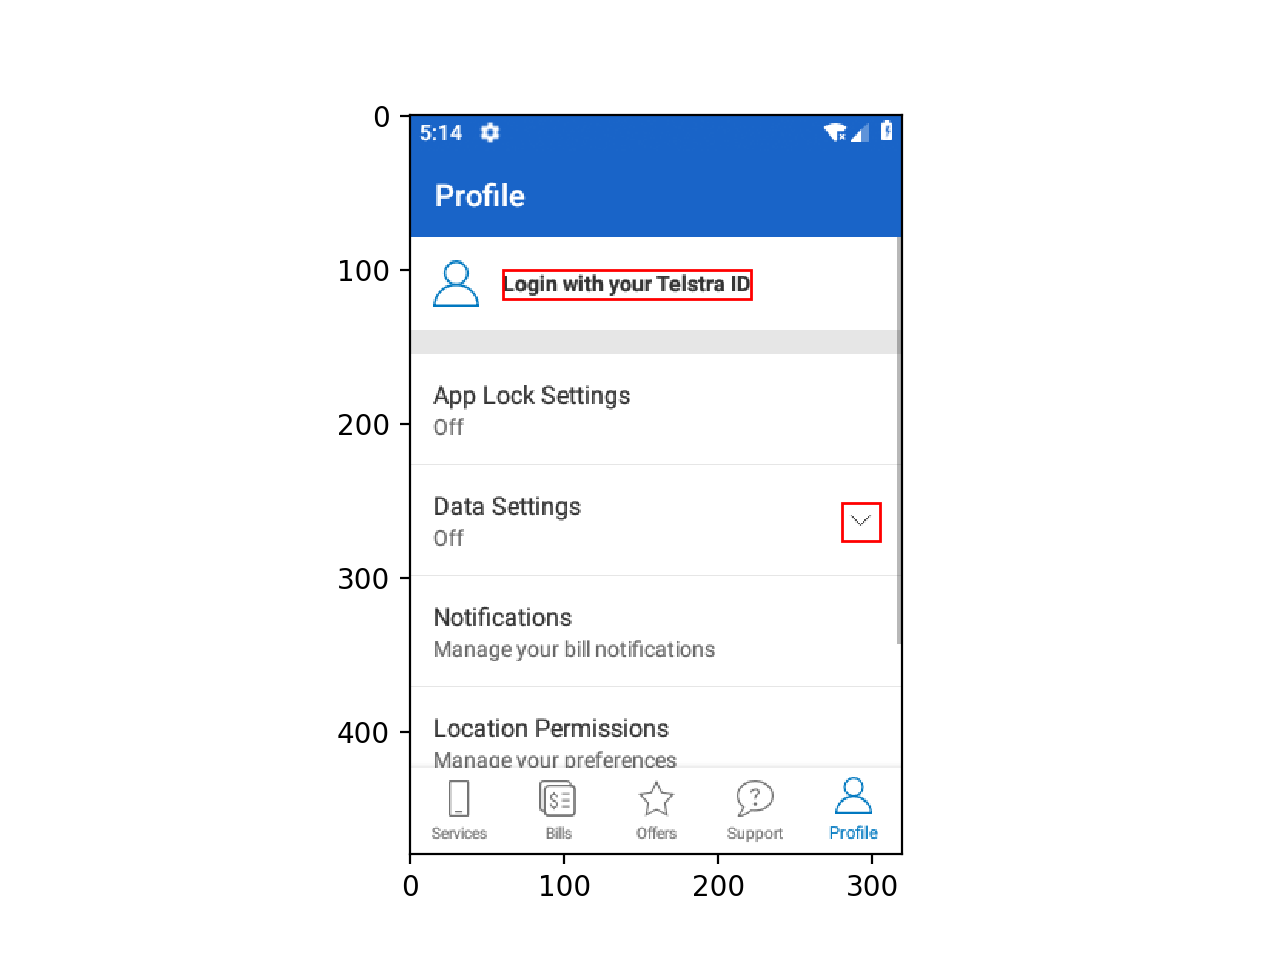 0
5:14
Profile
100
Login with your Telstra ID
App Lock Settings
200
Off
Data Settings
Off
300
Notifications
Manage your bill notifications
400
Location Permissions
Manage your preferences
$
?
Services Bills Offers Support Profile
0 100 200 300